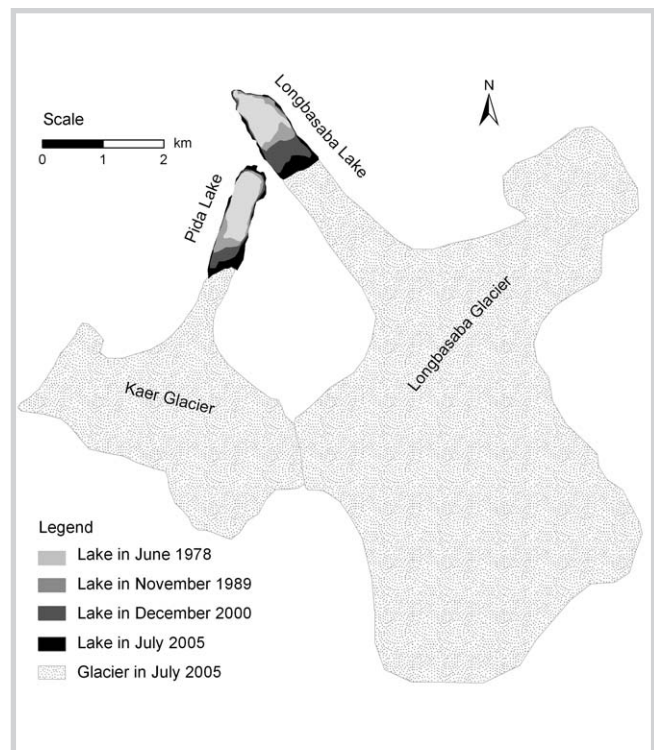 Longbasaba Lake
N
Scale
km
0 1 2
Pida Lake
Longbasaba Glacier
Kaer Glacier
Legend
Lake in June 1978
Lake in November 1989
Lake in December 2000
Lake in July 2005
Glacier in July 2005